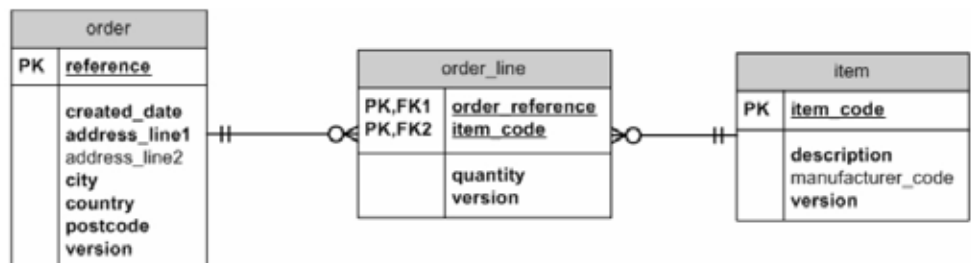 order
PK reference
created_date
address_line1
address_line2
city
country
postcode
version
order_line
PK,FK1 order_reference
PK,FK2 item_code
quantity
version
item
PK item_code
description
manufacturer_code
version